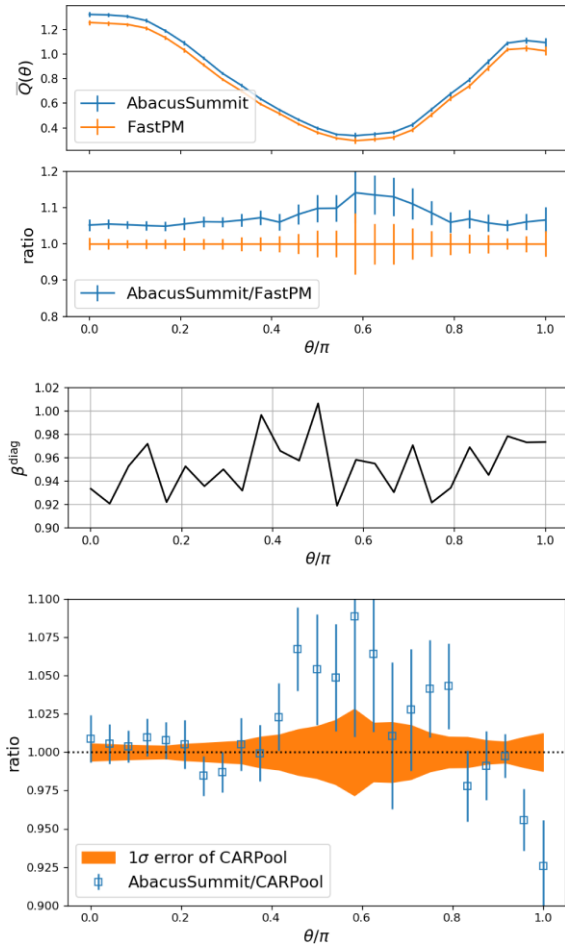 1.2
1.0
0.8
0.6
0.4
Q̅(θ)
AbacusSummit
FastPM
1.2
1.1
1.0
0.9
0.8
ratio
AbacusSummit/FastPM
0.0 0.2 0.4 0.6 0.8 1.0
θ/π
1.02
1.00
0.98
0.96
0.94
0.92
0.90
β^diag
0.0 0.2 0.4 0.6 0.8 1.0
θ/π
1.100
1.075
1.050
1.025
1.000
0.975
0.950
0.925
0.900
ratio
1σ error of CARPool
AbacusSummit/CARPool
0.0 0.2 0.4 0.6 0.8 1.0
θ/π